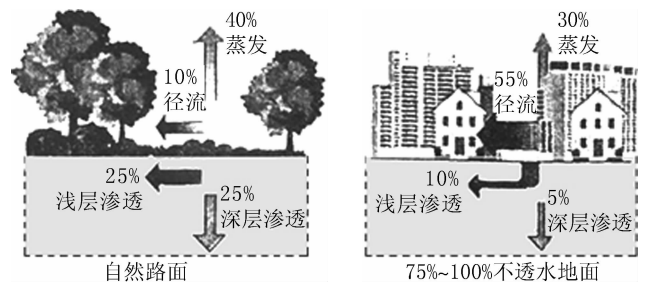 40%
蒸发
10%
径流
25%
浅层渗透
25%
深层渗透
自然路面
30%
蒸发
55%
径流
10%
浅层渗透
5%
深层渗透
75%~100%不透水地面